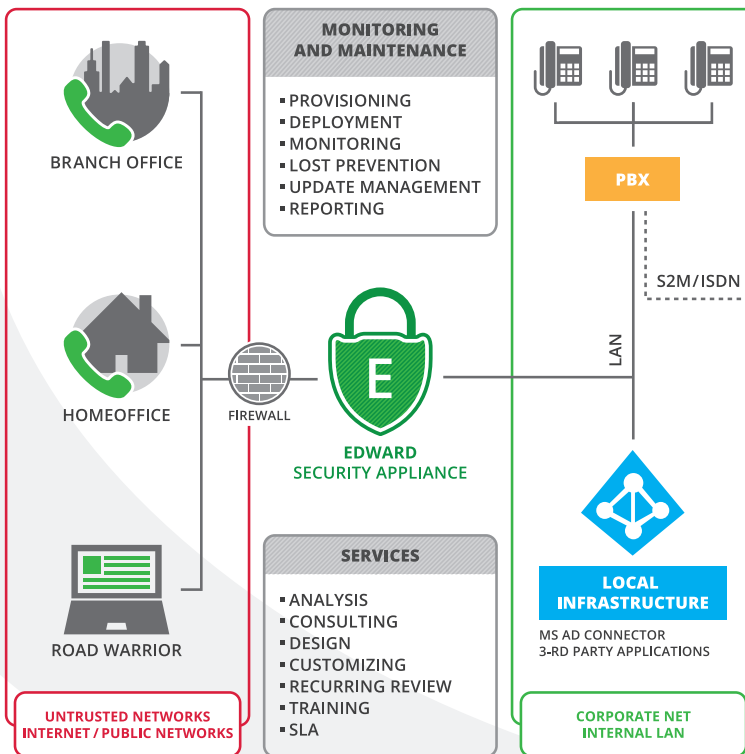 BRANCH OFFICE
HOMEOFFICE
ROAD WARRIOR
UNTRUSTED NETWORKS
INTERNET / PUBLIC NETWORKS
FIREWALL
MONITORING
AND MAINTENANCE
▪ PROVISIONING
▪ DEPLOYMENT
▪ MONITORING
▪ LOST PREVENTION
▪ UPDATE MANAGEMENT
▪ REPORTING
E
EDWARD
SECURITY APPLIANCE
SERVICES
▪ ANALYSIS
▪ CONSULTING
▪ DESIGN
▪ CUSTOMIZING
▪ RECURRING REVIEW
▪ TRAINING
▪ SLA
PBX
S2M/ISDN
LAN
LOCAL
INFRASTRUCTURE
MS AD CONNECTOR
3-RD PARTY APPLICATIONS
CORPORATE NET
INTERNAL LAN